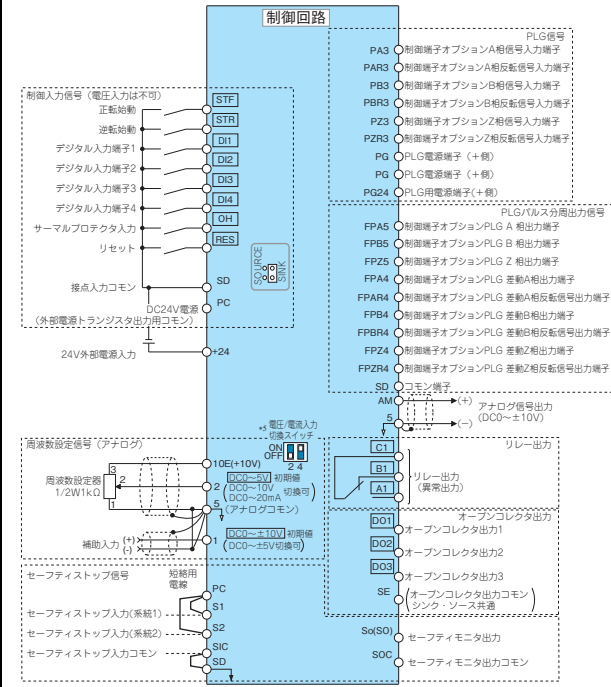 制御回路
制御入力信号（電圧入力は不可）
正転始動
STF
逆転始動
STR
デジタル入力端子1
DI1
デジタル入力端子2
DI2
デジタル入力端子3
DI3
デジタル入力端子4
DI4
サーマルプロテクタ入力
OH
リセット
RES
SOURCE
SINK
接点入力コモン
SD
DC24V電源
(外部電源トランジスタ出力用コモン)
PC
24V外部電源入力
+24
*5 電圧/電流入力
切換スイッチ
ON
OFF
2 4
周波数設定信号（アナログ）
周波数設定器
1/2W1kΩ
3
2
1
10E(+10V)
2
DC0〜5V 初期値
DC0〜10V
DC0〜20mA
切換可
5
(アナログコモン)
補助入力
(+)
(-)
1
DC0〜±10V 初期値
DC0〜±5V切換可
セーフティストップ信号
短絡用
電線
PC
セーフティストップ入力(系統1)
S1
セーフティストップ入力(系統2)
S2
セーフティストップ入力コモン
SIC
SD
PLG信号
PA3 制御端子オプションA相信号入力端子
PAR3 制御端子オプションA相反転信号入力端子
PB3 制御端子オプションB相信号入力端子
PBR3 制御端子オプションB相反転信号入力端子
PZ3 制御端子オプションZ相信号入力端子
PZR3 制御端子オプションZ相反転信号入力端子
PG PLG電源端子（＋側）
PG PLG電源端子（＋側）
PG24 PLG用電源端子(＋側)
PLGパルス分周出力信号
FPA5 制御端子オプションPLG A 相出力端子
FPB5 制御端子オプションPLG B 相出力端子
FPZ5 制御端子オプションPLG Z 相出力端子
FPA4 制御端子オプションPLG 差動A相出力端子
FPAR4 制御端子オプションPLG 差動A相反転信号出力端子
FPB4 制御端子オプションPLG 差動B相出力端子
FPBR4 制御端子オプションPLG 差動B相反転信号出力端子
FPZ4 制御端子オプションPLG 差動Z相出力端子
FPZR4 制御端子オプションPLG 差動Z相反転信号出力端子
SD コモン端子
AM
(+)
5
(−)
アナログ信号出力
(DC0〜±10V)
リレー出力
C1
B1
A1
リレー出力
(異常出力)
オープンコレクタ出力
DO1
オープンコレクタ出力1
DO2
オープンコレクタ出力2
DO3
オープンコレクタ出力3
SE
オープンコレクタ出力コモン
シンク・ソース共通
So(SO)
セーフティモニタ出力
SOC
セーフティモニタ出力コモン